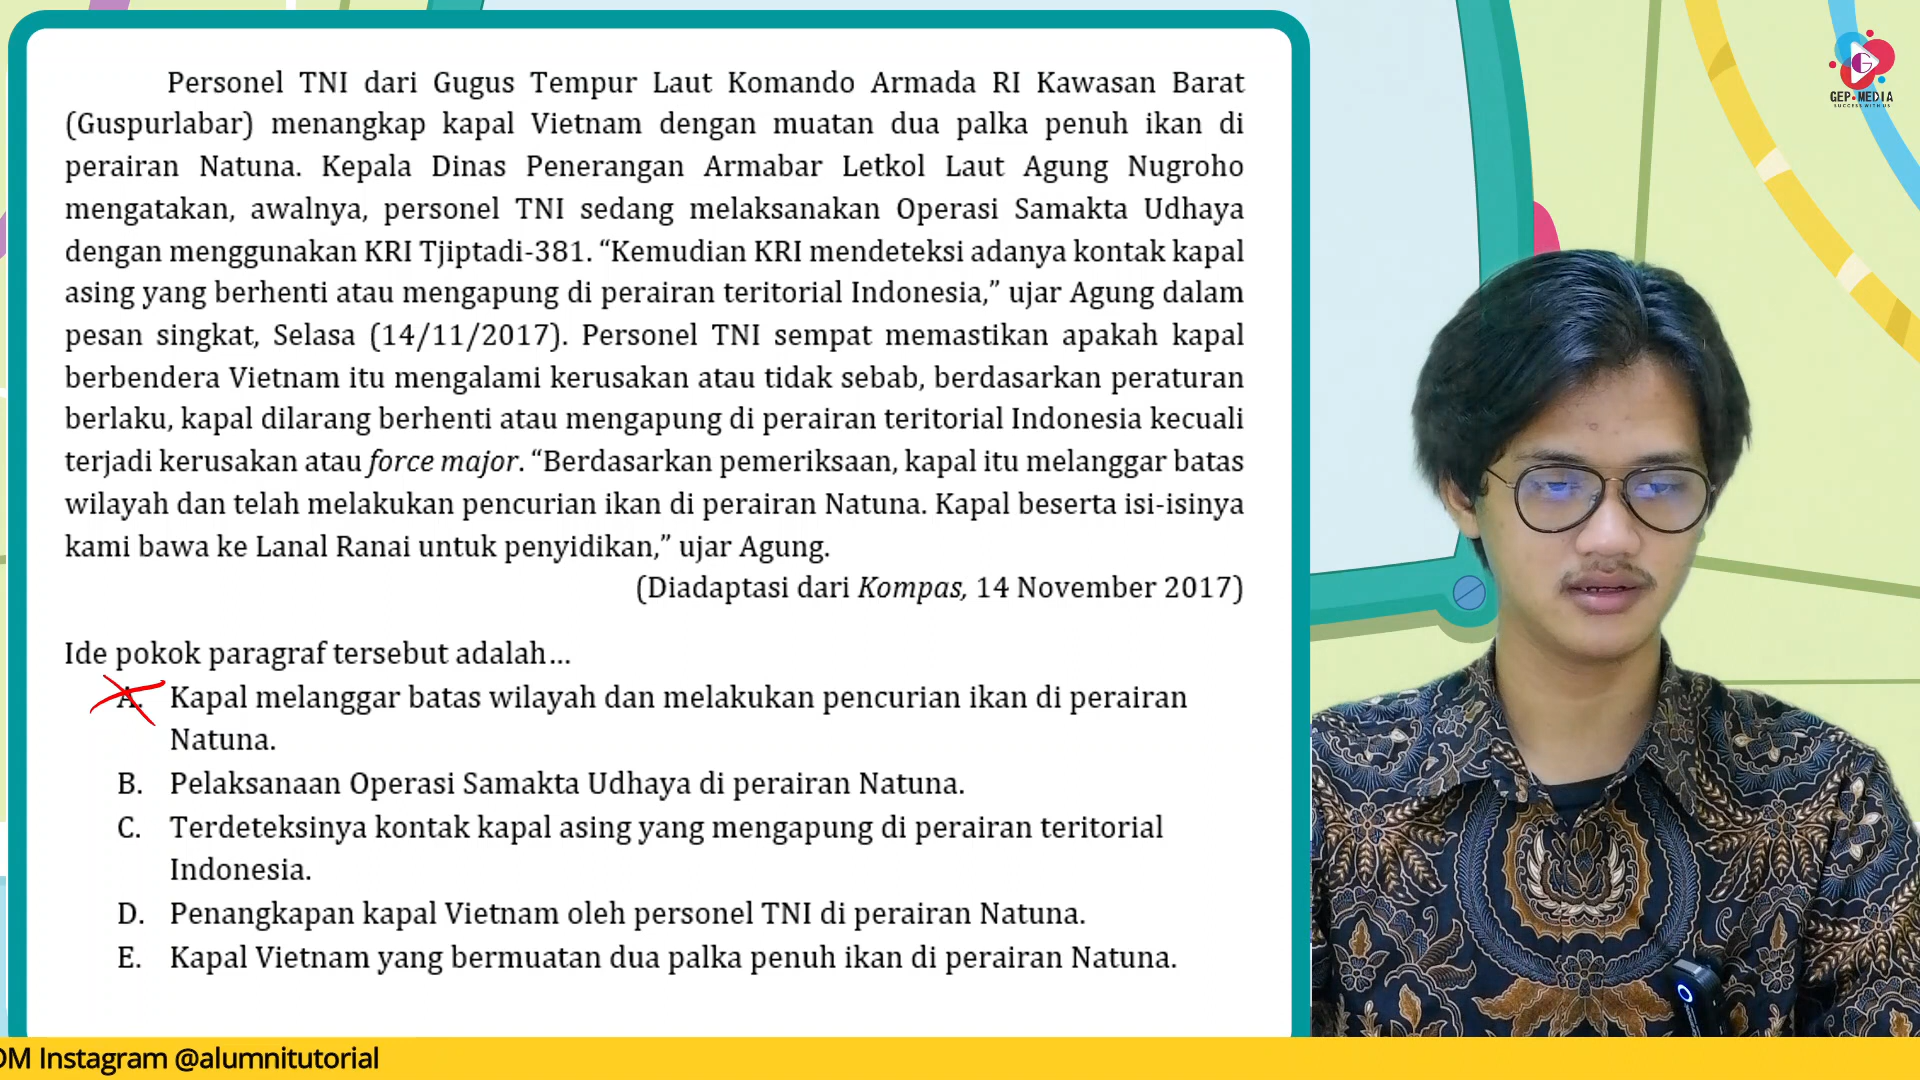 Personel TNI dari Gugus Tempur Laut Komando Armada RI Kawasan Barat
(Guspurlabar) menangkap kapal Vietnam dengan muatan dua palka penuh ikan di
perairan Natuna. Kepala Dinas Penerangan Armabar Letkol Laut Agung Nugroho
mengatakan, awalnya, personel TNI sedang melaksanakan Operasi Samakta Udhaya
dengan menggunakan KRI Tjiptadi-381. “Kemudian KRI mendeteksi adanya kontak kapal
asing yang berhenti atau mengapung di perairan teritorial Indonesia,” ujar Agung dalam
pesan singkat, Selasa (14/11/2017). Personel TNI sempat memastikan apakah kapal
berbendera Vietnam itu mengalami kerusakan atau tidak sebab, berdasarkan peraturan
berlaku, kapal dilarang berhenti atau mengapung di perairan teritorial Indonesia kecuali
terjadi kerusakan atau force major. “Berdasarkan pemeriksaan, kapal itu melanggar batas
wilayah dan telah melakukan pencurian ikan di perairan Natuna. Kapal beserta isi-isinya
kami bawa ke Lanal Ranai untuk penyidikan,” ujar Agung.
(Diadaptasi dari Kompas, 14 November 2017)
Ide pokok paragraf tersebut adalah...
A. Kapal melanggar batas wilayah dan melakukan pencurian ikan di perairan
Natuna.
B. Pelaksanaan Operasi Samakta Udhaya di perairan Natuna.
C. Terdeteksinya kontak kapal asing yang mengapung di perairan teritorial
Indonesia.
D. Penangkapan kapal Vietnam oleh personel TNI di perairan Natuna.
E. Kapal Vietnam yang bermuatan dua palka penuh ikan di perairan Natuna.
GEP MEDIA
SUCCESS WITH US
DM Instagram @alumnitutorial